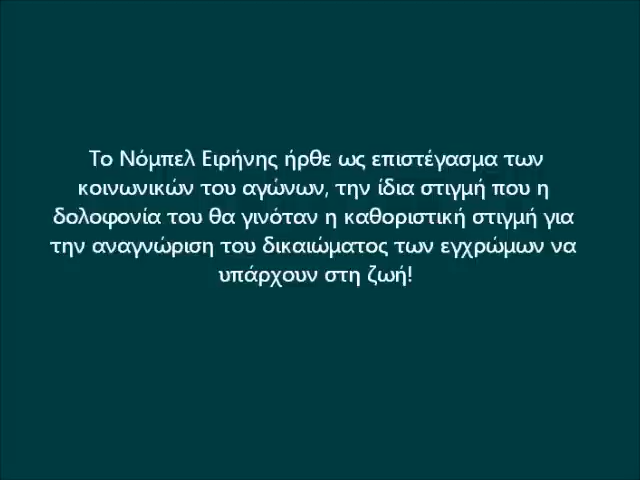 Το Νόμπελ Ειρήνης ήρθε ως επιστέγασμα των
κοινωνικών του αγώνων, την ίδια στιγμή που η
δολοφονία του θα γινόταν η καθοριστική στιγμή για
την αναγνώριση του δικαιώματος των εγχρώμων να
υπάρχουν στη ζωή!